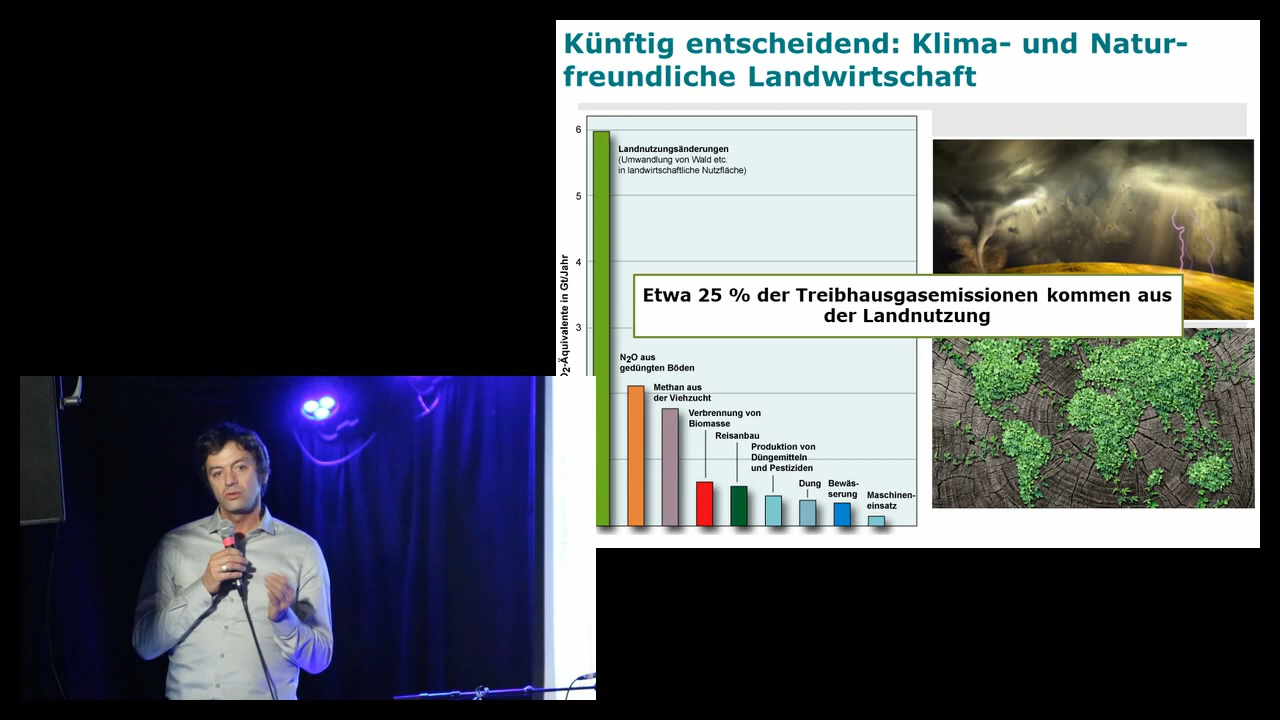 Künftig entscheidend: Klima- und Natur-
freundliche Landwirtschaft
6
5
4
3
2-Äquivalente in Gt/Jahr
Landnutzungsänderungen
(Umwandlung von Wald etc.
in landwirtschaftliche Nutzfläche)
Etwa 25 % der Treibhausgasemissionen kommen aus
der Landnutzung
N2O aus
gedüngten Böden
Methan aus
der Viehzucht
Verbrennung von
Biomasse
Reisanbau
Produktion von
Düngemitteln
und Pestiziden
Dung
Bewäs-
serung
Maschinen-
einsatz